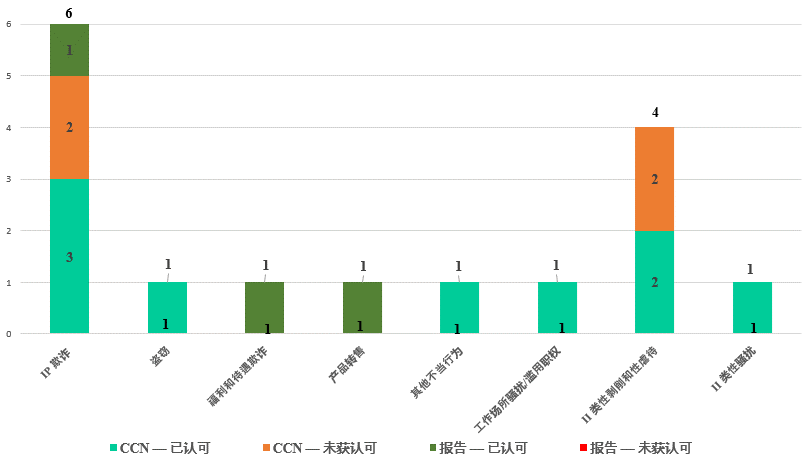 6
6
1
5
4
4
2
2
3
2
3
2
1
1
1
1
1
1
1
1
1
1
1
1
1
1
0
IP 欺诈
盗窃
福利和待遇欺诈
产品转售
其他不当行为
工作场所骚扰/滥用职权
II 类性剥削和性虐待
II 类性骚扰
CCN — 已认可
CCN — 未获认可
报告 — 已认可
报告 — 未获认可